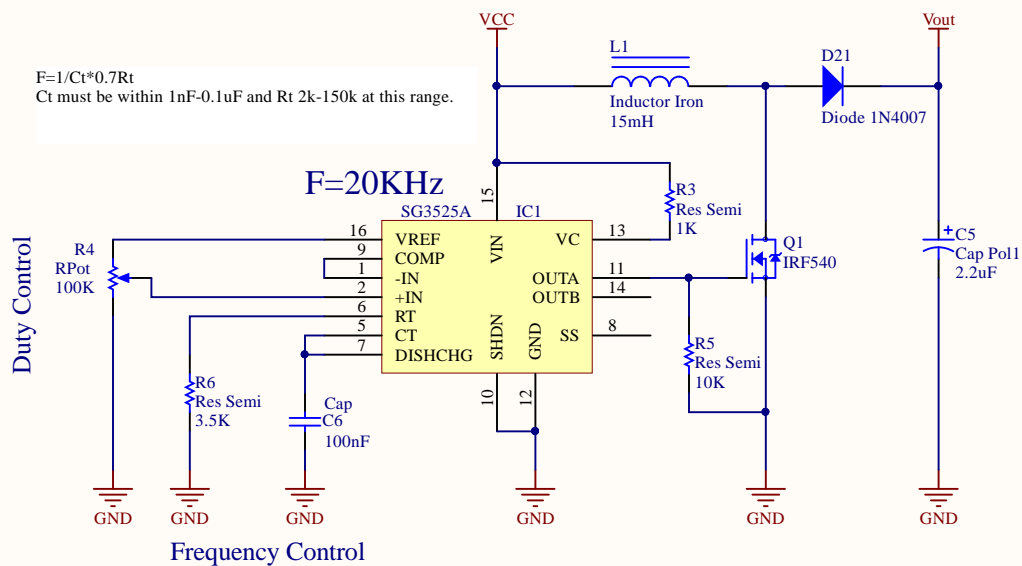 VCC
Vout
F=1/Ct*0.7Rt
Ct must be within 1nF-0.1uF and Rt 2k-150k at this range.
L1
Inductor Iron
15mH
D21
Diode 1N4007
F=20KHz
R3
Res Semi
1K
SG3525A
IC1
Duty Control
R4
RPot
100K
16 VREF
9 COMP
1 -IN
2 +IN
6 RT
5 CT
7 DISHCHG
15 VIN
VC 13
OUTA 11
OUTB 14
SS 8
SHDN 10
GND 12
Q1
IRF540
C5
Cap Pol1
2.2uF
R5
Res Semi
10K
R6
Res Semi
3.5K
Cap
C6
100nF
GND
GND
GND
GND
GND
GND
Frequency Control